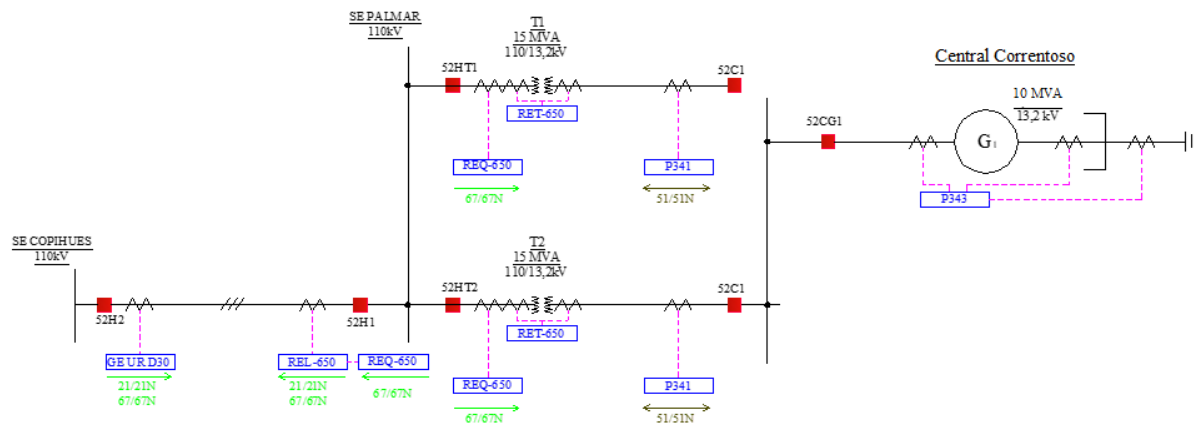 SE PALMAR
110kV
T1
15 MVA
110/13,2kV
52HT1
52C1
RET-650
REQ-650
67/67N
P341
51/51N
Central Correntoso
10 MVA
13,2 kV
52CG1
G1
P343
SE COPIHUES
110kV
52H2
52H1
GE UR D30
21/21N
67/67N
REL-650
21/21N
67/67N
REQ-650
67/67N
T2
15 MVA
110/13,2kV
52HT2
52C1
RET-650
REQ-650
67/67N
P341
51/51N